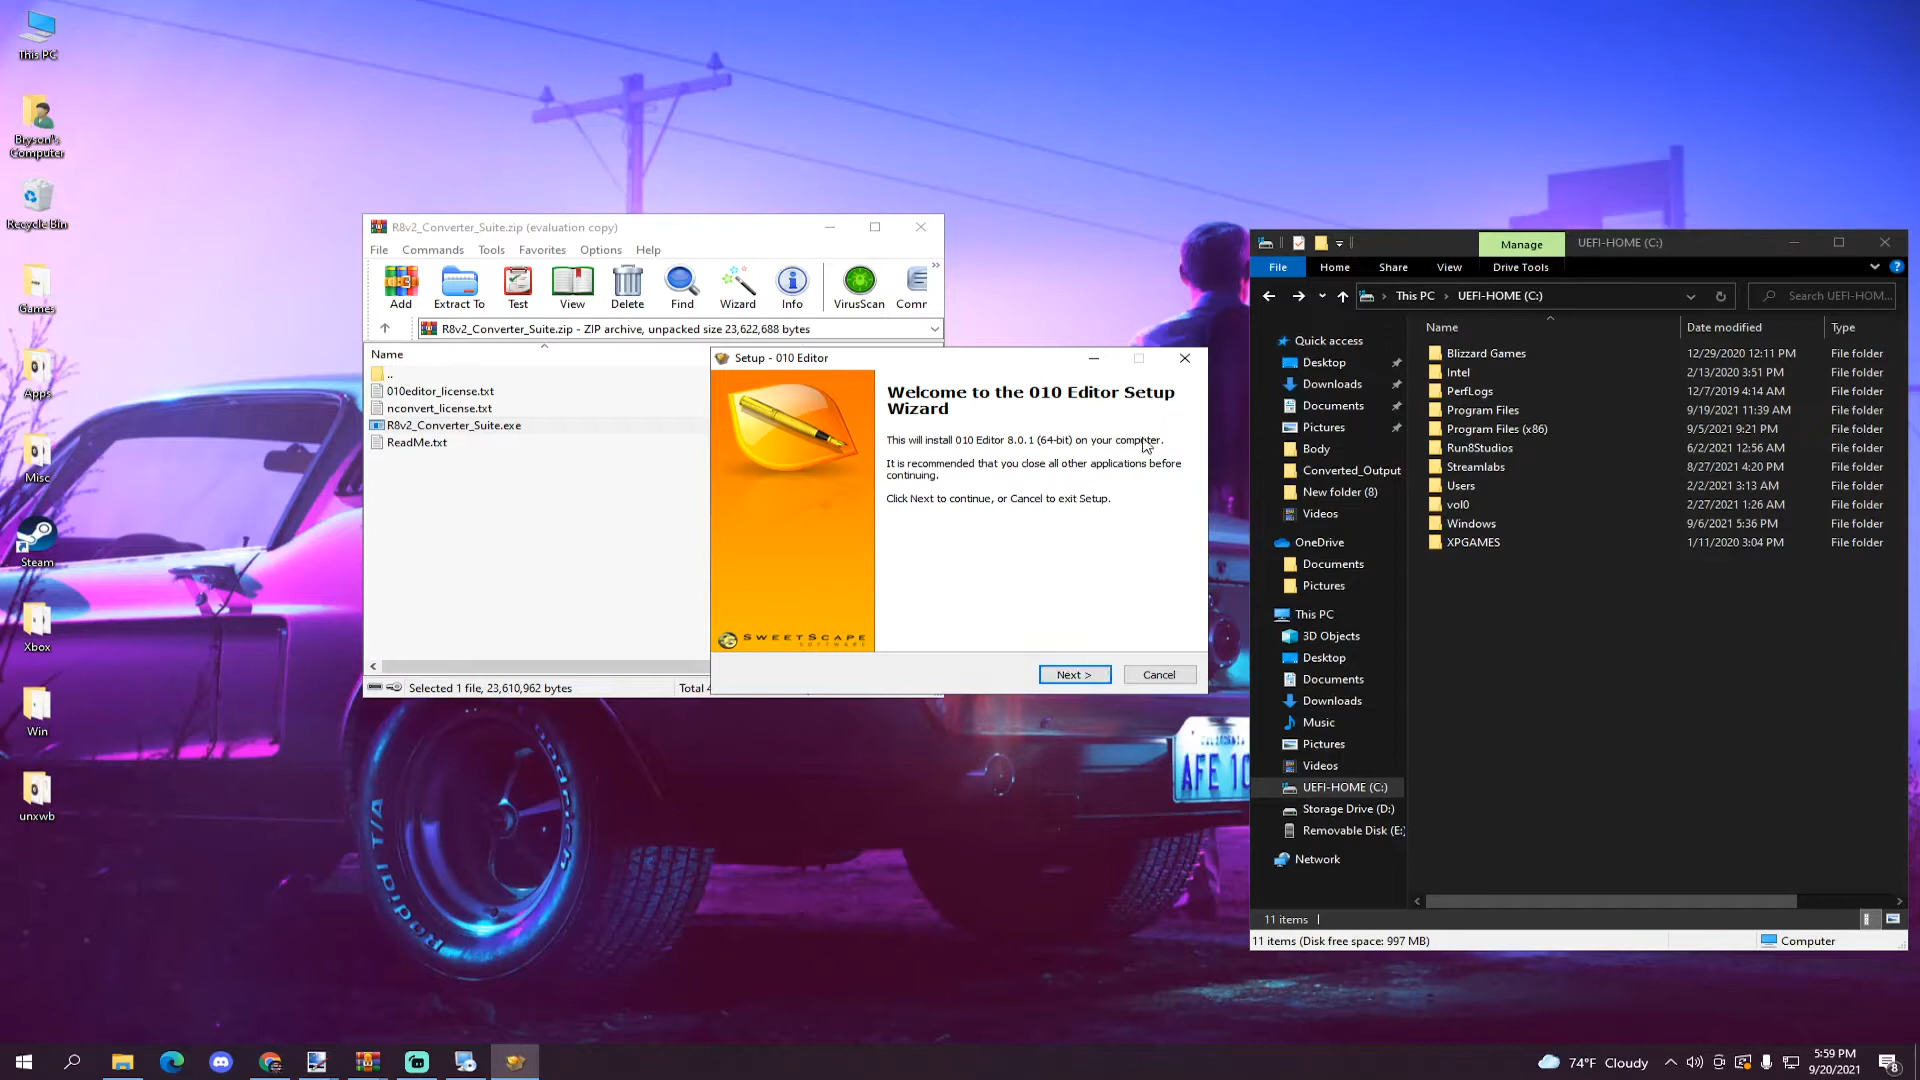 This PC
Bryson's
Computer
Recycle Bin
Games
Apps
Misc
Steam
Xbox
Win
unxwb
R8v2_Converter_Suite.zip (evaluation copy)
File Commands Tools Favorites Options Help
Add Extract To Test View Delete Find Wizard Info VirusScan Comr
R8v2_Converter_Suite.zip - ZIP archive, unpacked size 23,622,688 bytes
Name
..
010editor_license.txt
nconvert_license.txt
R8v2_Converter_Suite.exe
ReadMe.txt
Selected 1 file, 23,610,962 bytes
Total
Setup - 010 Editor
Welcome to the 010 Editor Setup
Wizard
This will install 010 Editor 8.0.1 (64-bit) on your computer.
It is recommended that you close all other applications before
continuing.
Click Next to continue, or Cancel to exit Setup.
SWEETSCAPE
SOFTWARE
Next >
Cancel
Manage
UEFI-HOME (C:)
File Home Share View Drive Tools
This PC UEFI-HOME (C:)
Search UEFI-HOM...
Quick access
Desktop
Downloads
Documents
Pictures
Body
Converted_Output
New folder (8)
Videos
OneDrive
Documents
Pictures
This PC
3D Objects
Desktop
Documents
Downloads
Music
Pictures
Videos
UEFI-HOME (C:)
Storage Drive (D:)
Removable Disk (E:)
Network
Name Date modified Type
Blizzard Games 12/29/2020 12:11 PM File folder
Intel 2/13/2020 3:51 PM File folder
PerfLogs 12/7/2019 4:14 AM File folder
Program Files 9/19/2021 11:39 AM File folder
Program Files (x86) 9/5/2021 9:21 PM File folder
Run8Studios 6/2/2021 12:56 AM File folder
Streamlabs 8/27/2021 4:20 PM File folder
Users 2/2/2021 3:13 AM File folder
vol0 2/27/2021 1:26 AM File folder
Windows 9/6/2021 5:36 PM File folder
XPGAMES 1/11/2020 3:04 PM File folder
11 items
11 items (Disk free space: 997 MB)
Computer
Radial T/A
CALIFORNIA
AFE 10
74°F Cloudy
5:59 PM
9/20/2021
8